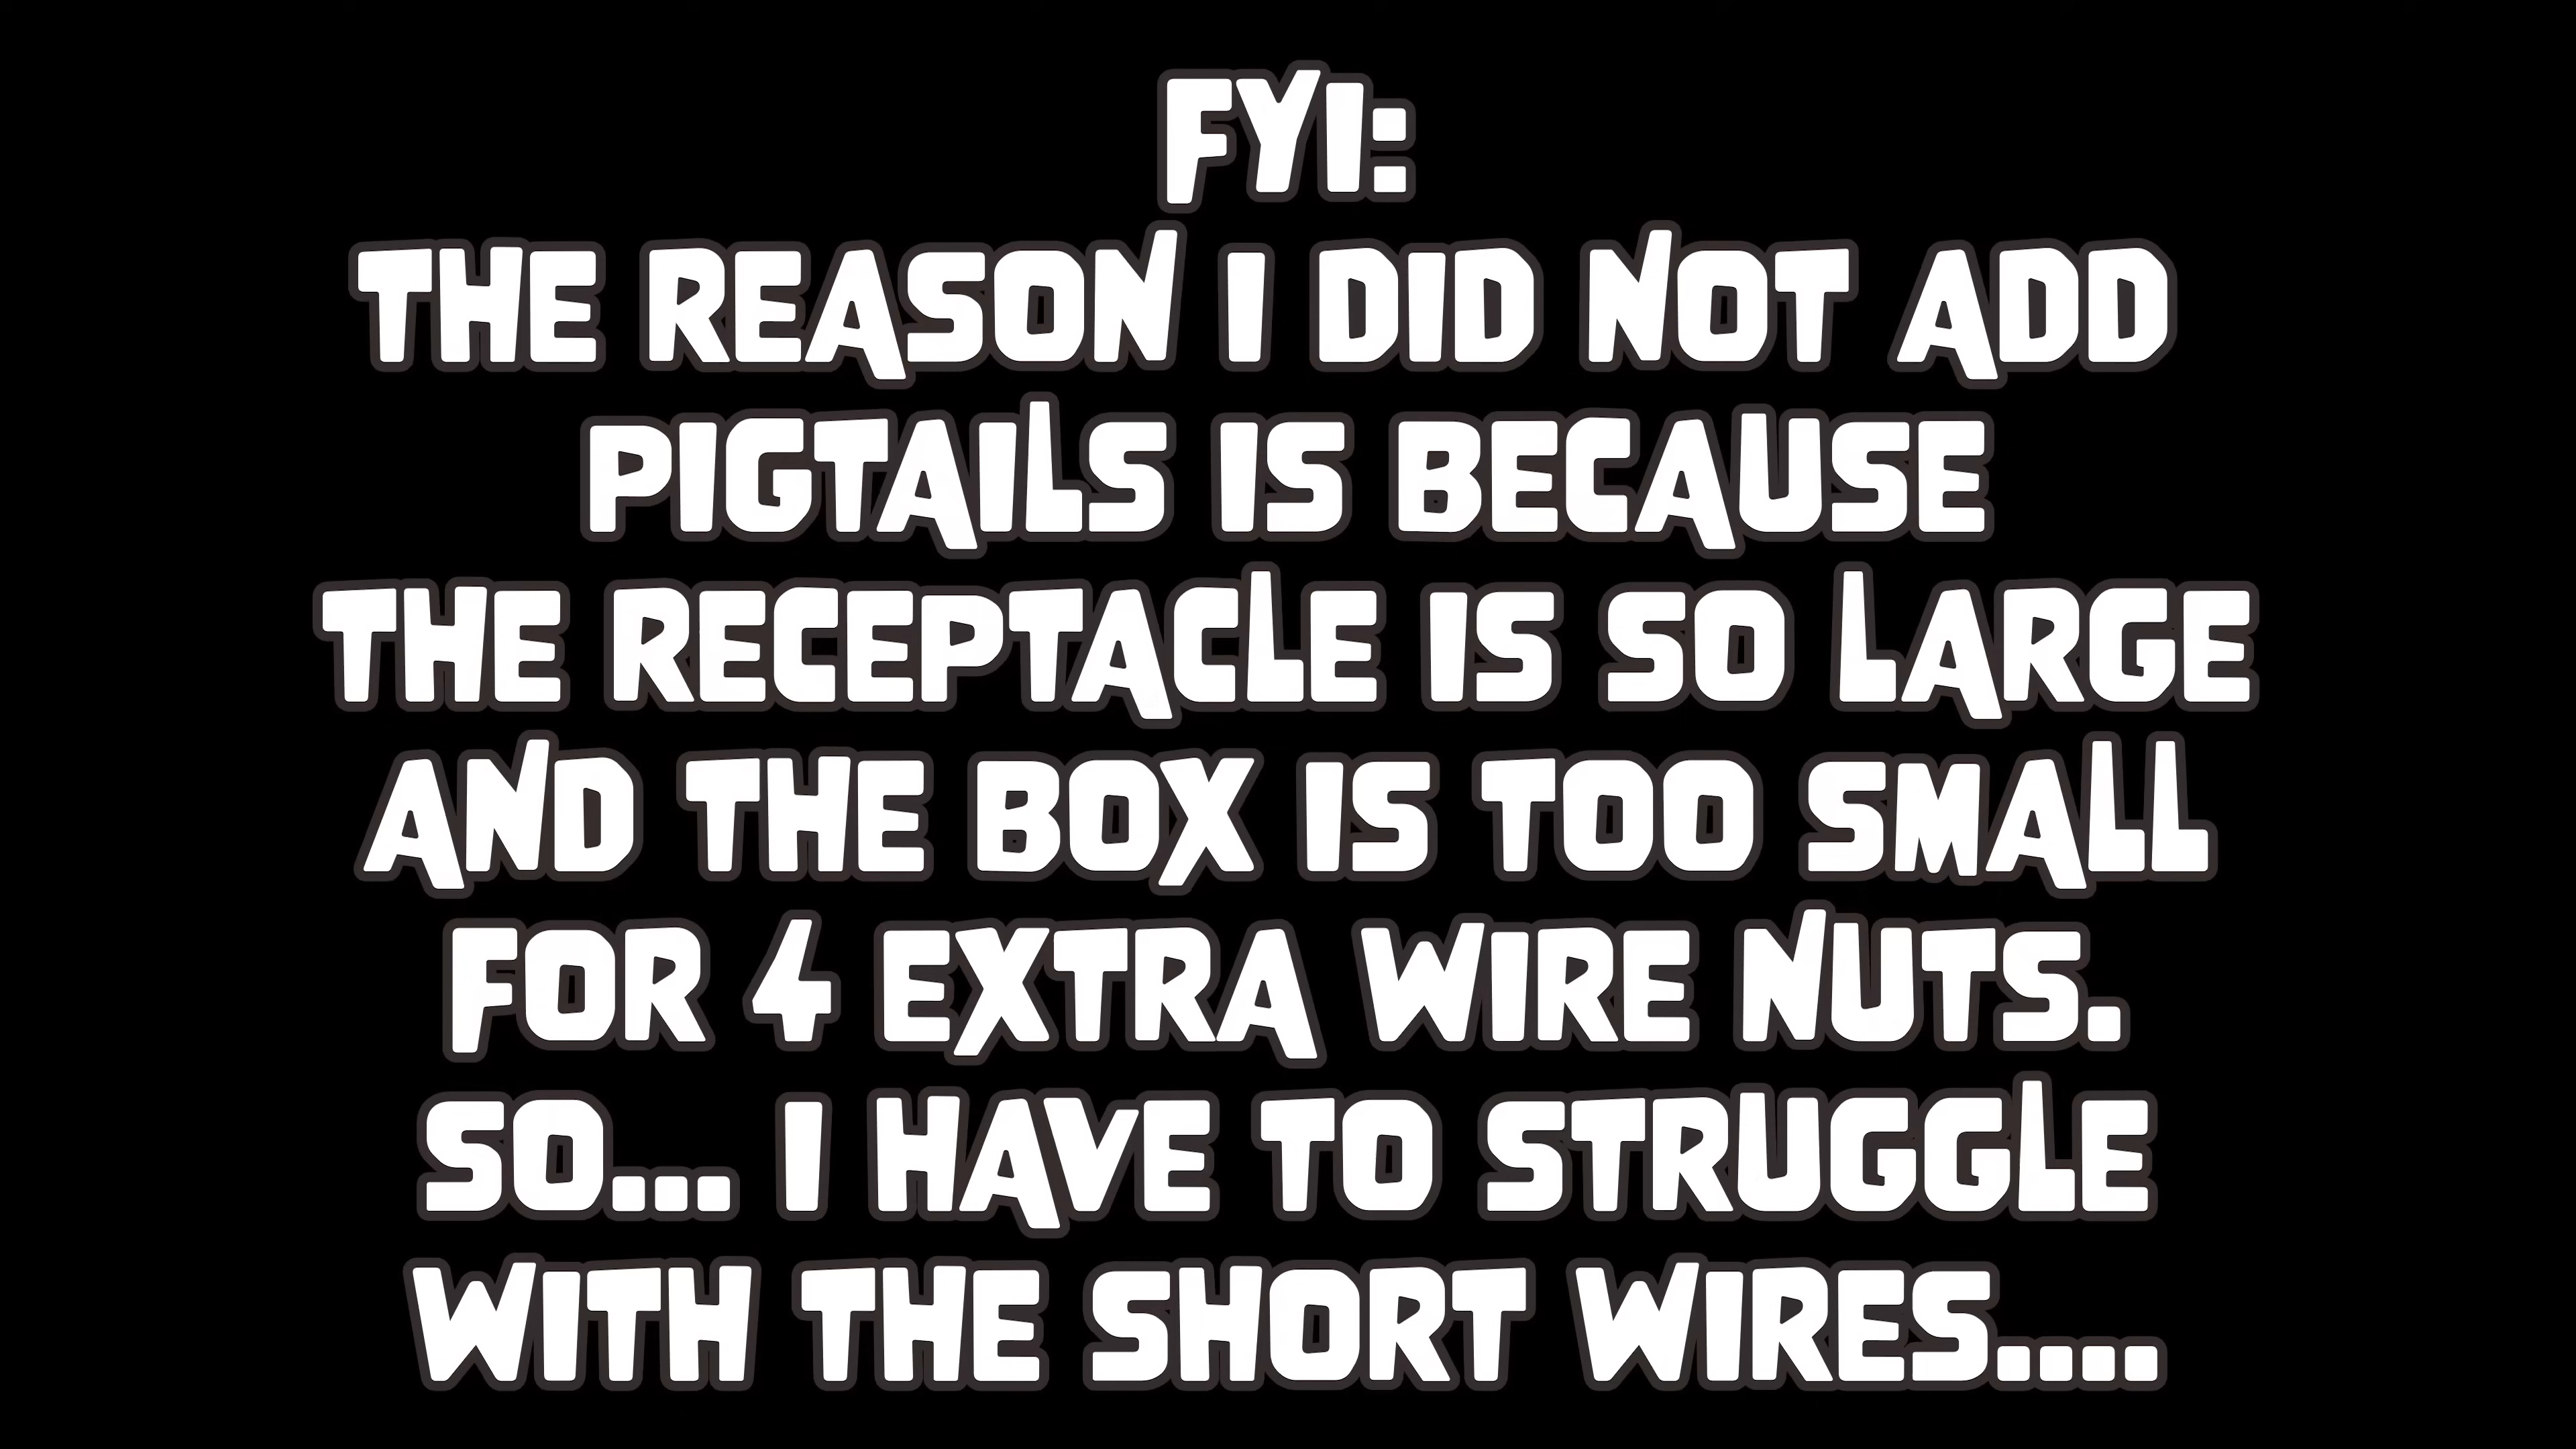 FYI:
THE REASON I DID NOT ADD
PIGTAILS IS BECAUSE
THE RECEPTACLE IS SO LARGE
AND THE BOX IS TOO SMALL
FOR 4 EXTRA WIRE NUTS.
SO... I HAVE TO STRUGGLE
WITH THE SHORT WIRES....